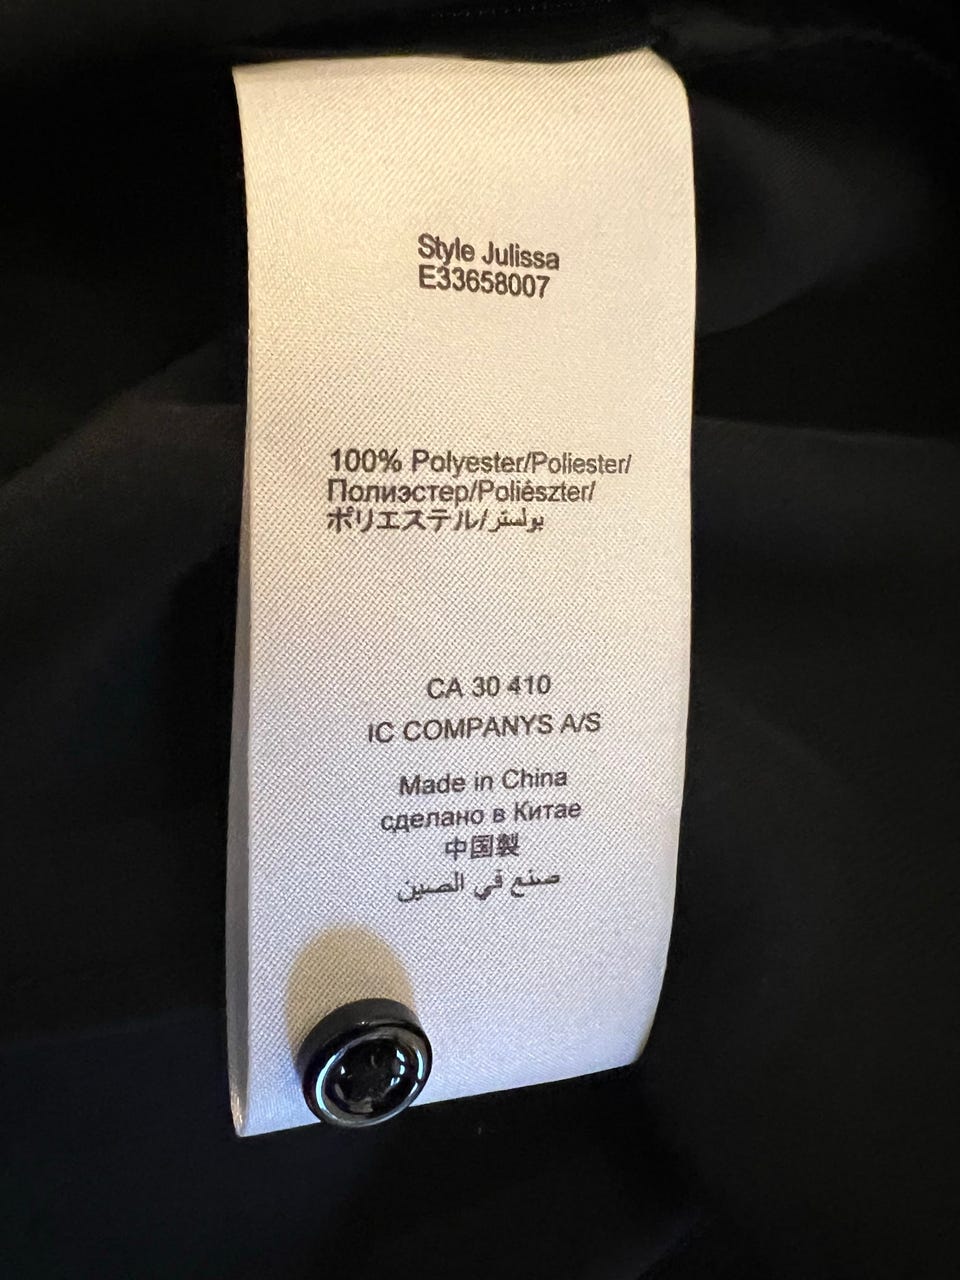 Style Julissa
E33658007
100% Polyester/Poliester/
Полиэстер/Poliészter/
ポリエステル/بولستر
CA 30 410
IC COMPANYS A/S
Made in China
сделано в Китае
中国製
صنع في الصين